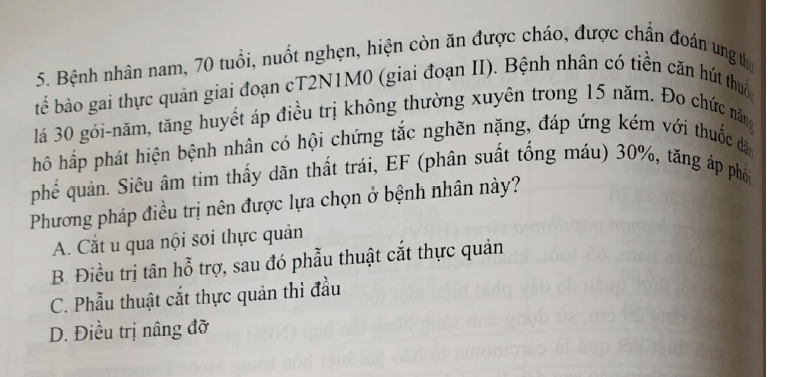 5. Bệnh nhân nam, 70 tuổi, nuốt nghẹn, hiện còn ăn được cháo, được chẩn đoán ung thư
tế bào gai thực quản giai đoạn cT2N1M0 (giai đoạn II). Bệnh nhân có tiền căn hút thuốc
lá 30 gói-năm, tăng huyết áp điều trị không thường xuyên trong 15 năm. Đo chức năng
hô hấp phát hiện bệnh nhân có hội chứng tắc nghẽn nặng, đáp ứng kém với thuốc dãn
phế quản. Siêu âm tim thấy dãn thất trái, EF (phân suất tống máu) 30%, tăng áp phổi.
Phương pháp điều trị nên được lựa chọn ở bệnh nhân này?
A. Cắt u qua nội soi thực quản
B. Điều trị tân hỗ trợ, sau đó phẫu thuật cắt thực quản
C. Phẫu thuật cắt thực quản thì đầu
D. Điều trị nâng đỡ